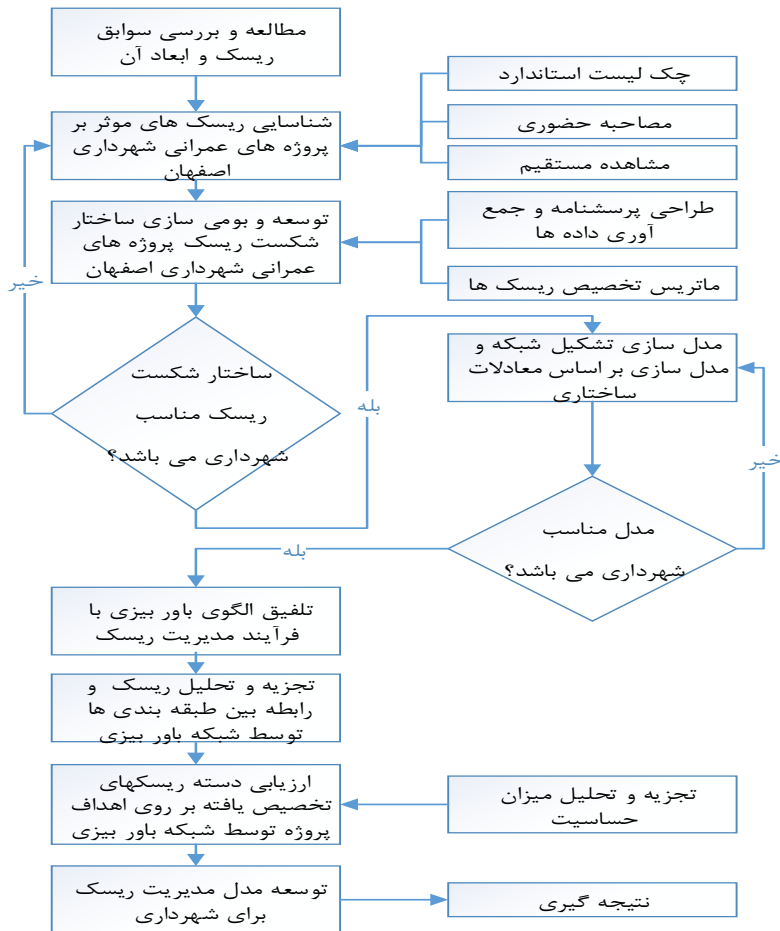 مطالعه و بررسی سوابق
ریسک و ابعاد آن
چک لیست استاندارد
مصاحبه حضوری
مشاهده مستقیم
شناسایی ریسک های موثر بر
پروژه های عمرانی شهرداری
اصفهان
طراحی پرسشنامه و جمع
آوری داده ها
ماتریس تخصیص ریسک ها
توسعه و بومی سازی ساختار
شکست ریسک پروژه های
عمرانی شهرداری اصفهان
خیر
ساختار شکست
ریسک مناسب
شهرداری می باشد؟
بله
مدل سازی تشکیل شبکه و
مدل سازی بر اساس معادلات
ساختاری
خیر
مدل مناسب
شهرداری می باشد؟
بله
تلفیق الگوی باور بیزی با
فرآیند مدیریت ریسک
تجزیه و تحلیل ریسک و
رابطه بین طبقه بندی ها
توسط شبکه باور بیزی
ارزیابی دسته ریسکهای
تخصیص یافته بر روی اهداف
پروژه توسط شبکه باور بیزی
تجزیه و تحلیل میزان
حساسیت
توسعه مدل مدیریت ریسک
برای شهرداری
نتیجه گیری